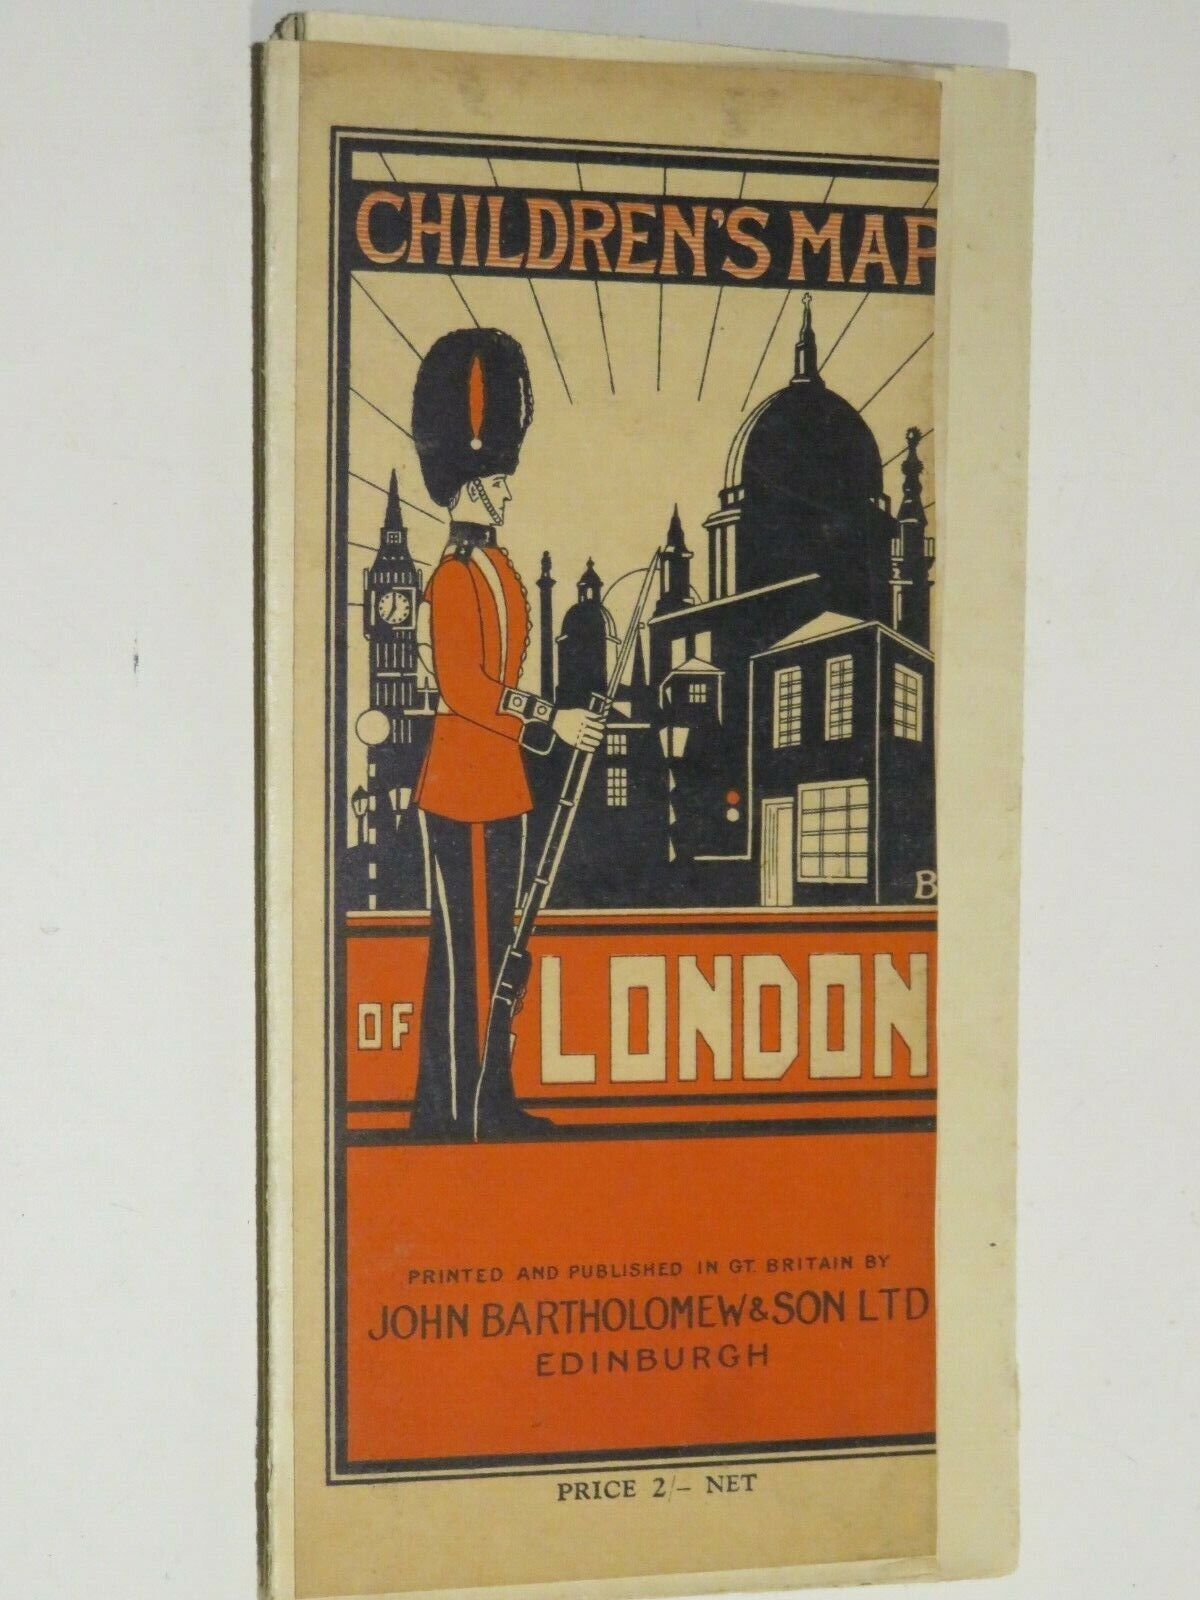 CHILDREN'S MAP
B
OF LONDON
PRINTED AND PUBLISHED IN GT. BRITAIN BY
JOHN BARTHOLOMEW & SON LTD
EDINBURGH
PRICE 2/- NET